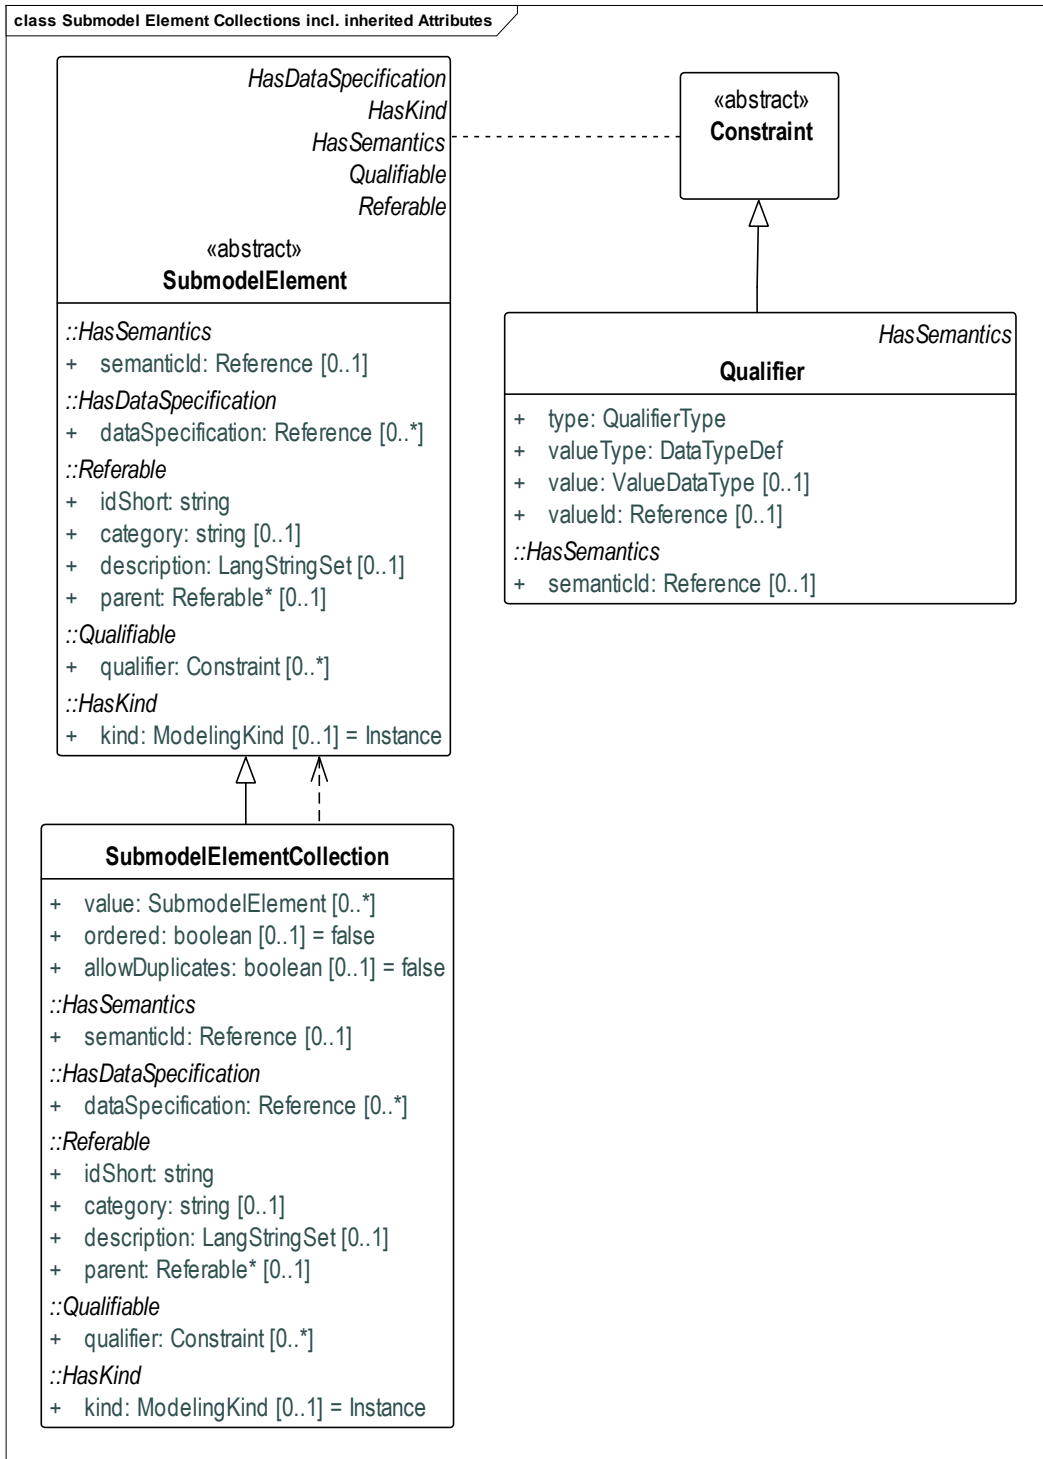 class Submodel Element Collections incl. inherited Attributes
HasDataSpecification
HasKind
HasSemantics
Qualifiable
Referable
«abstract»
SubmodelElement
::HasSemantics
+ semanticId: Reference [0..1]
::HasDataSpecification
+ dataSpecification: Reference [0..*]
::Referable
+ idShort: string
+ category: string [0..1]
+ description: LangStringSet [0..1]
+ parent: Referable* [0..1]
::Qualifiable
+ qualifier: Constraint [0..*]
::HasKind
+ kind: ModelingKind [0..1] = Instance
«abstract»
Constraint
HasSemantics
Qualifier
+ type: QualifierType
+ valueType: DataTypeDef
+ value: ValueDataType [0..1]
+ valueId: Reference [0..1]
::HasSemantics
+ semanticId: Reference [0..1]
SubmodelElementCollection
+ value: SubmodelElement [0..*]
+ ordered: boolean [0..1] = false
+ allowDuplicates: boolean [0..1] = false
::HasSemantics
+ semanticId: Reference [0..1]
::HasDataSpecification
+ dataSpecification: Reference [0..*]
::Referable
+ idShort: string
+ category: string [0..1]
+ description: LangStringSet [0..1]
+ parent: Referable* [0..1]
::Qualifiable
+ qualifier: Constraint [0..*]
::HasKind
+ kind: ModelingKind [0..1] = Instance